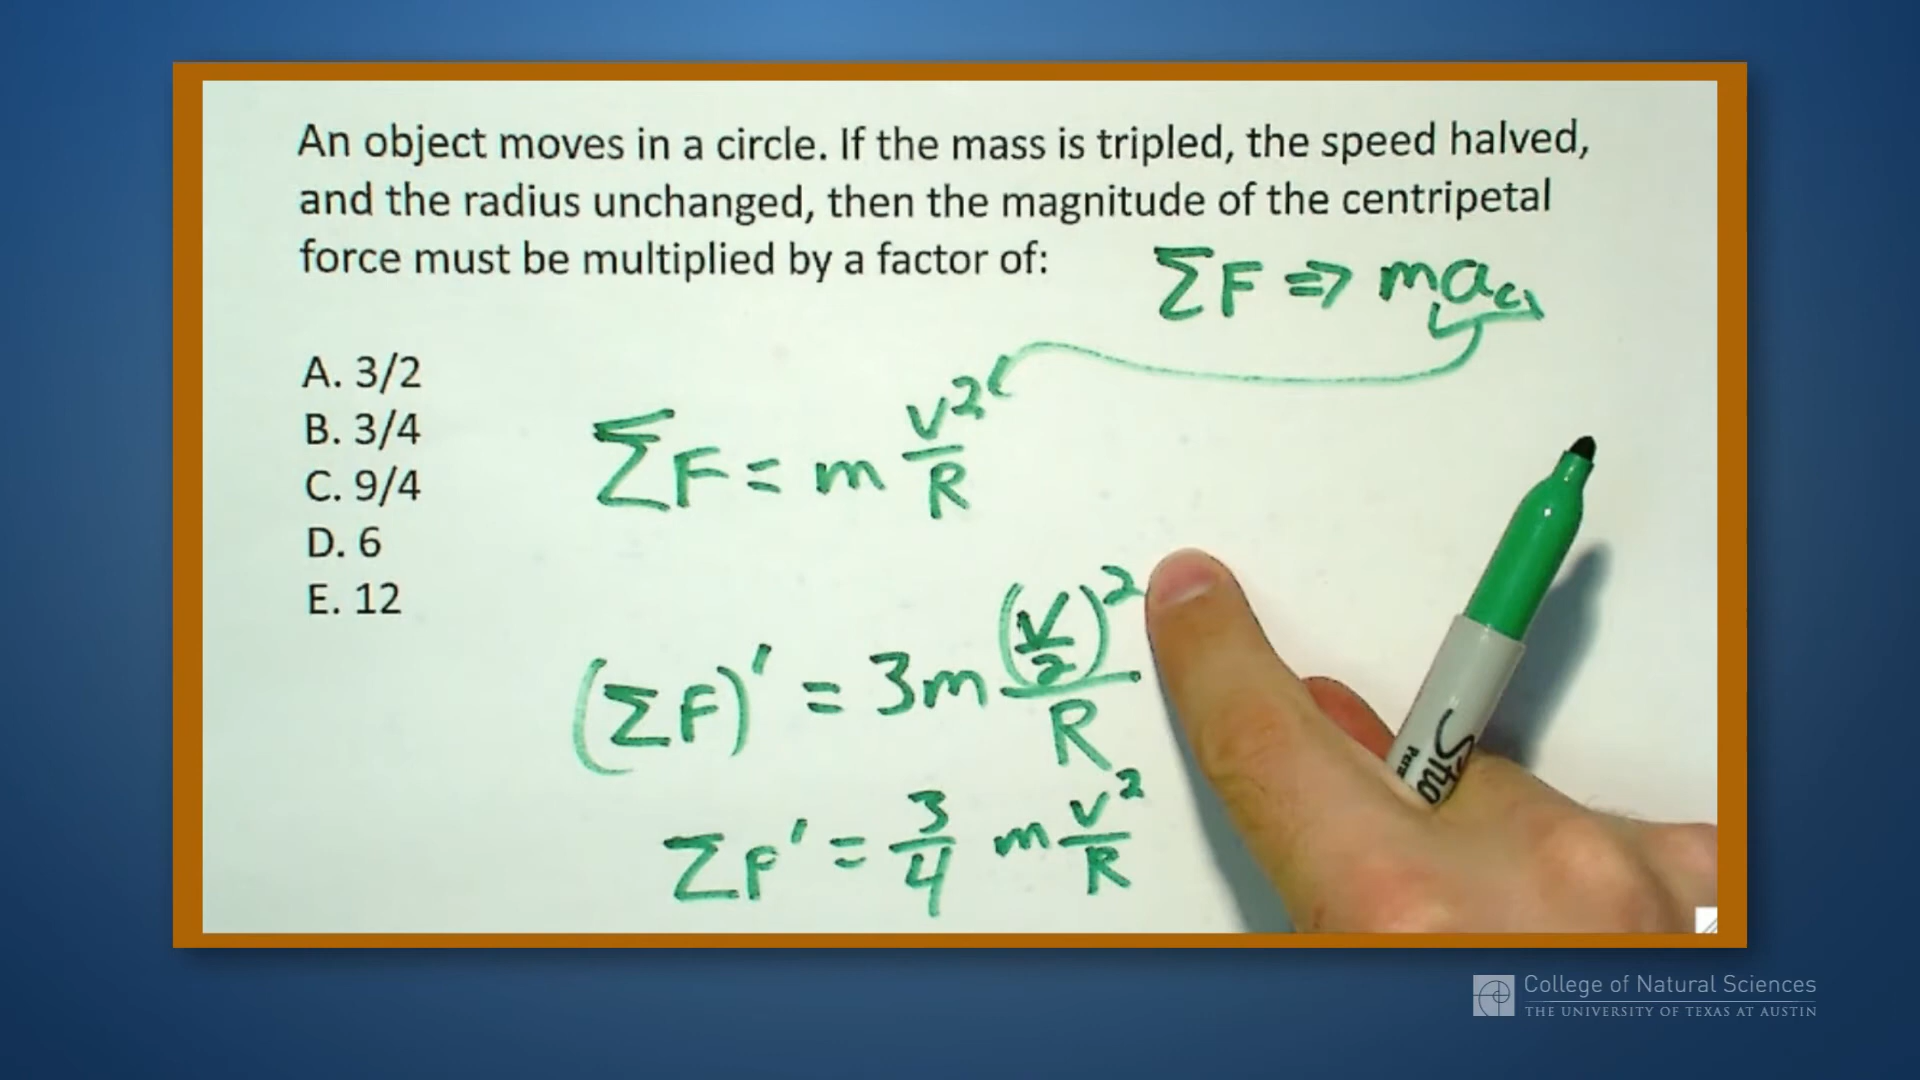 An object moves in a circle. If the mass is tripled, the speed halved,
and the radius unchanged, then the magnitude of the centripetal
force must be multiplied by a factor of:
ΣF ⇒ ma_c
A. 3/2
B. 3/4
C. 9/4
D. 6
E. 12
ΣF = m v²/R
(ΣF)' = 3m (v/2)²/R
ΣF' = 3/4 m v²/R
College of Natural Sciences
THE UNIVERSITY OF TEXAS AT AUSTIN